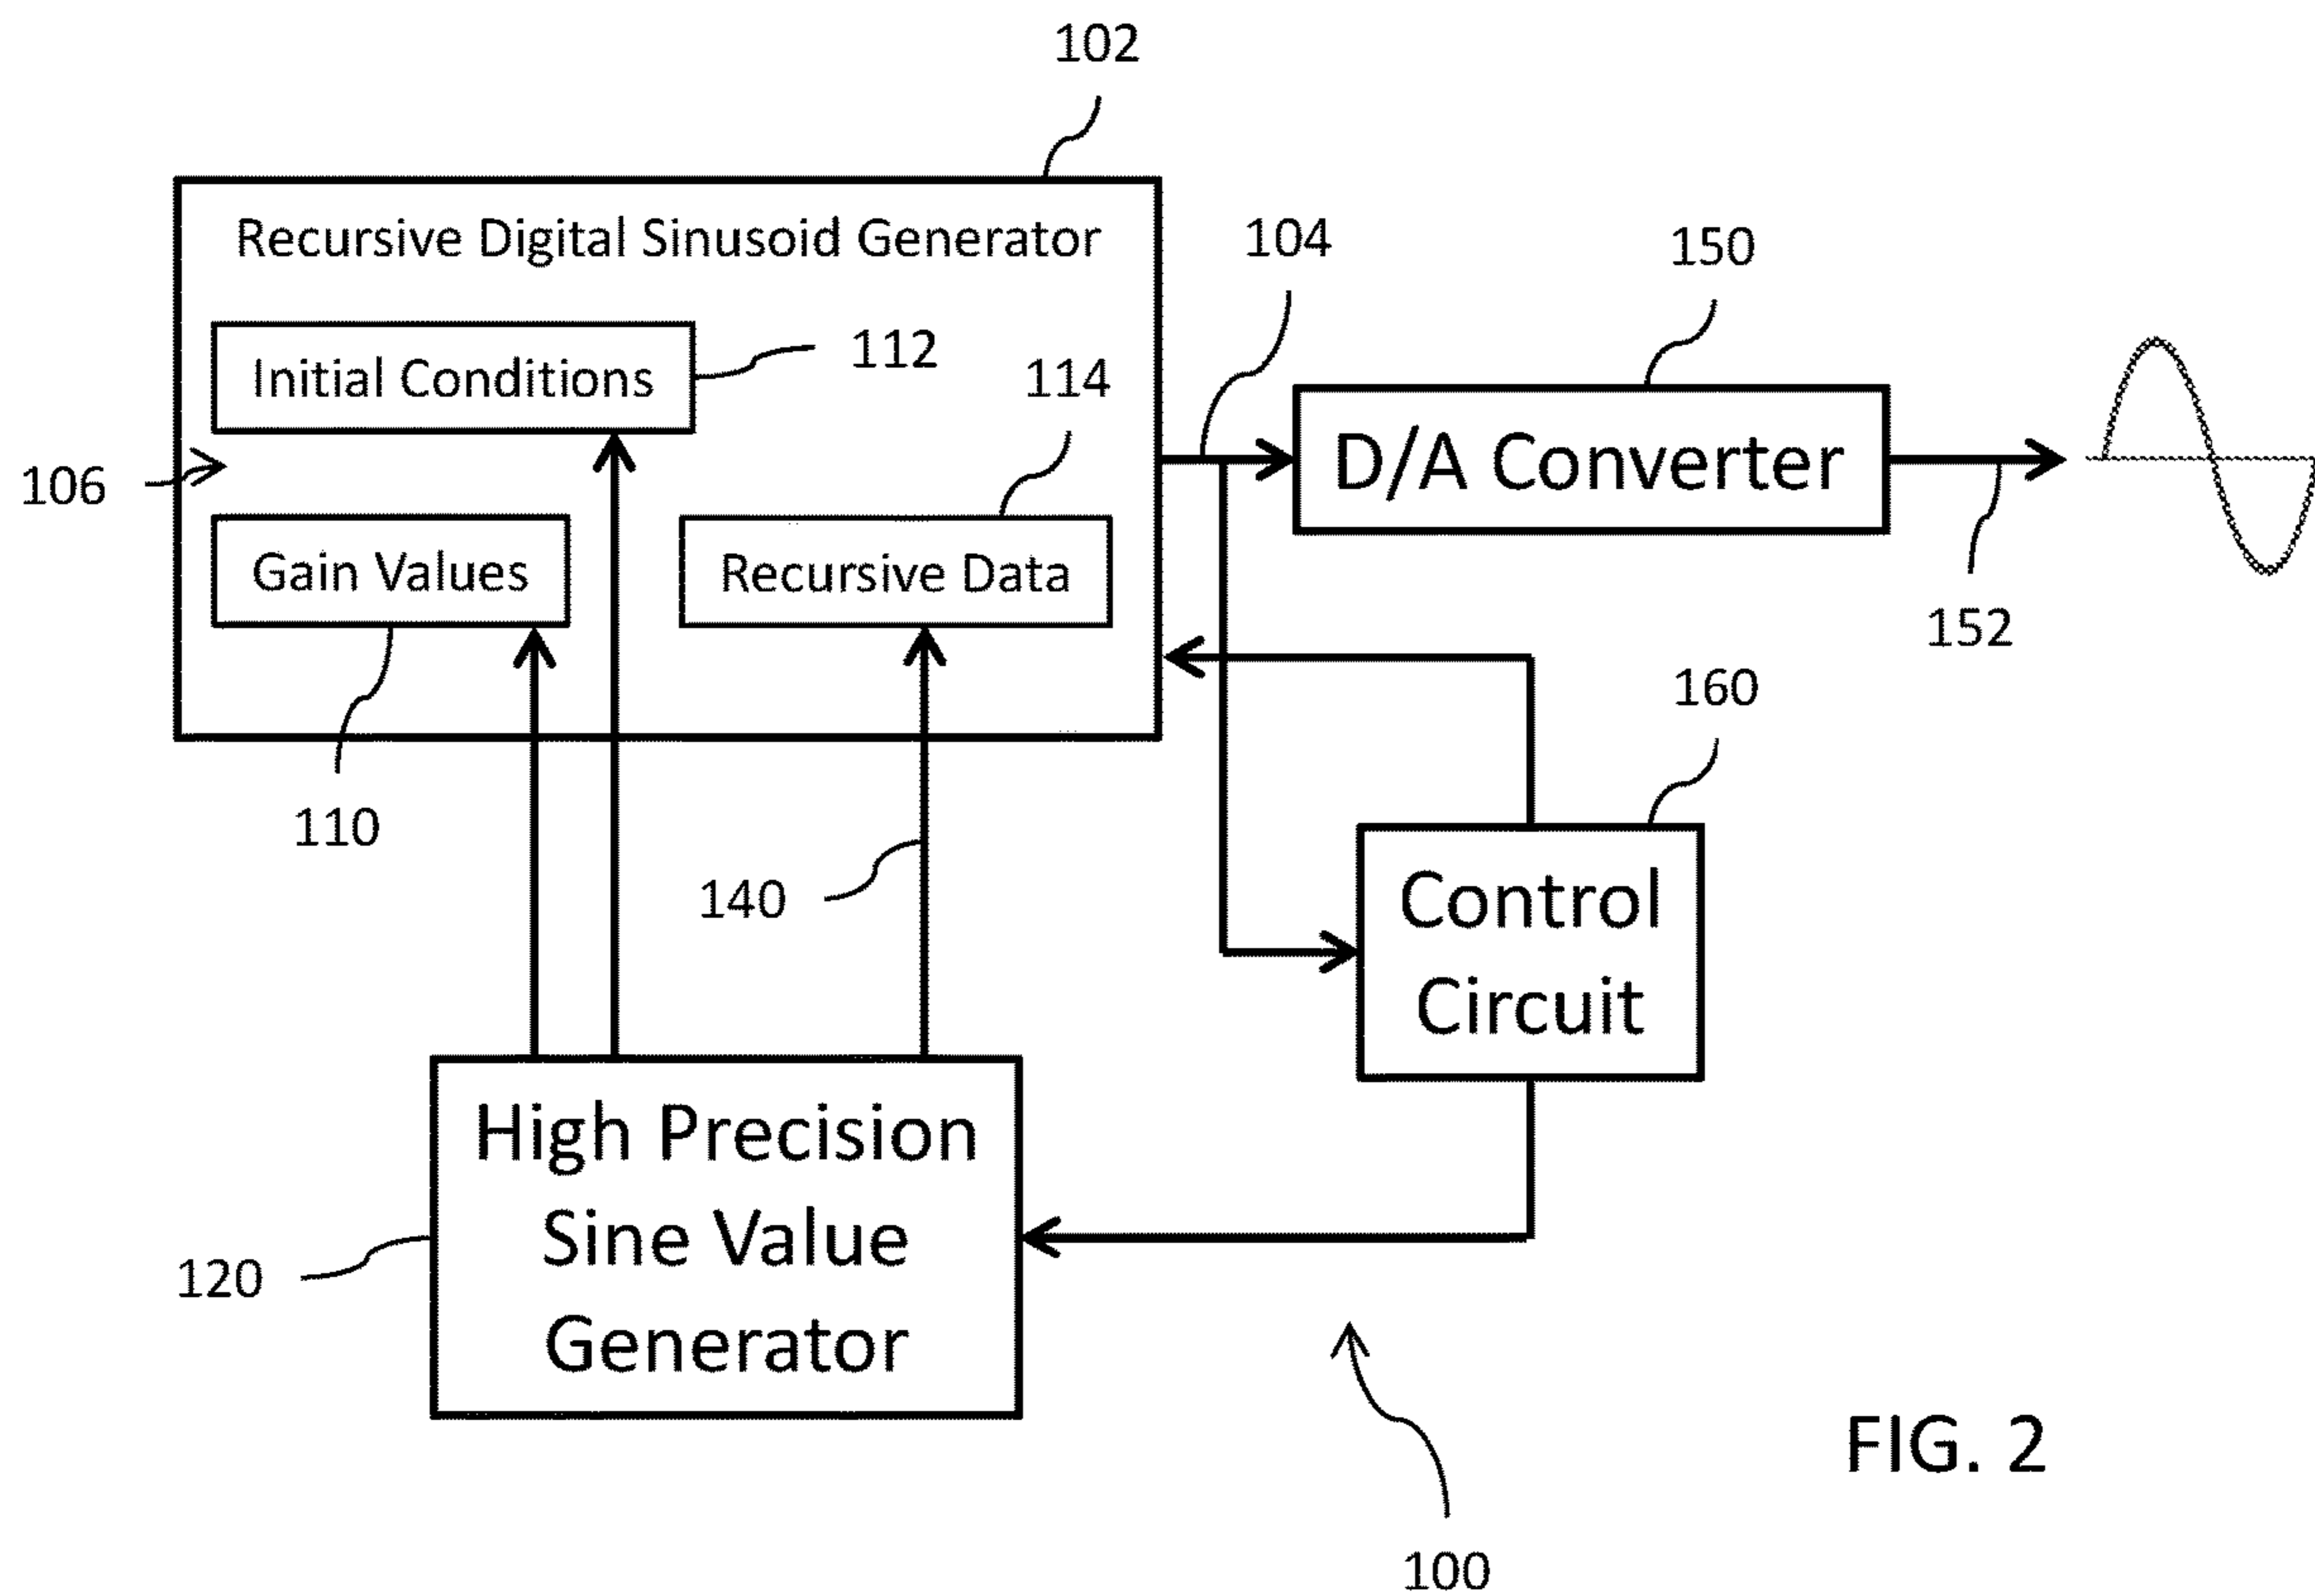 102
Recursive Digital Sinusoid Generator
104
150
Initial Conditions
112
114
D/A Converter
106
Gain Values
Recursive Data
152
160
110
140
Control
Circuit
High Precision
Sine Value
Generator
120
FIG. 2
100